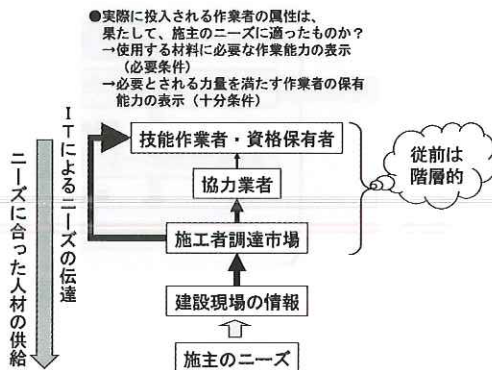 ●実際に投入される作業者の属性は、
果たして、施主のニーズに適ったものか?
→使用する材料に必要な作業能力の表示
(必要条件)
→必要とされる力量を満たす作業者の保有
能力の表示(十分条件)
技能作業者・資格保有者
協力業者
施工者調達市場
建設現場の情報
施主のニーズ
従前は
階層的
ITによるニーズの伝達
ニーズに合った人材の供給